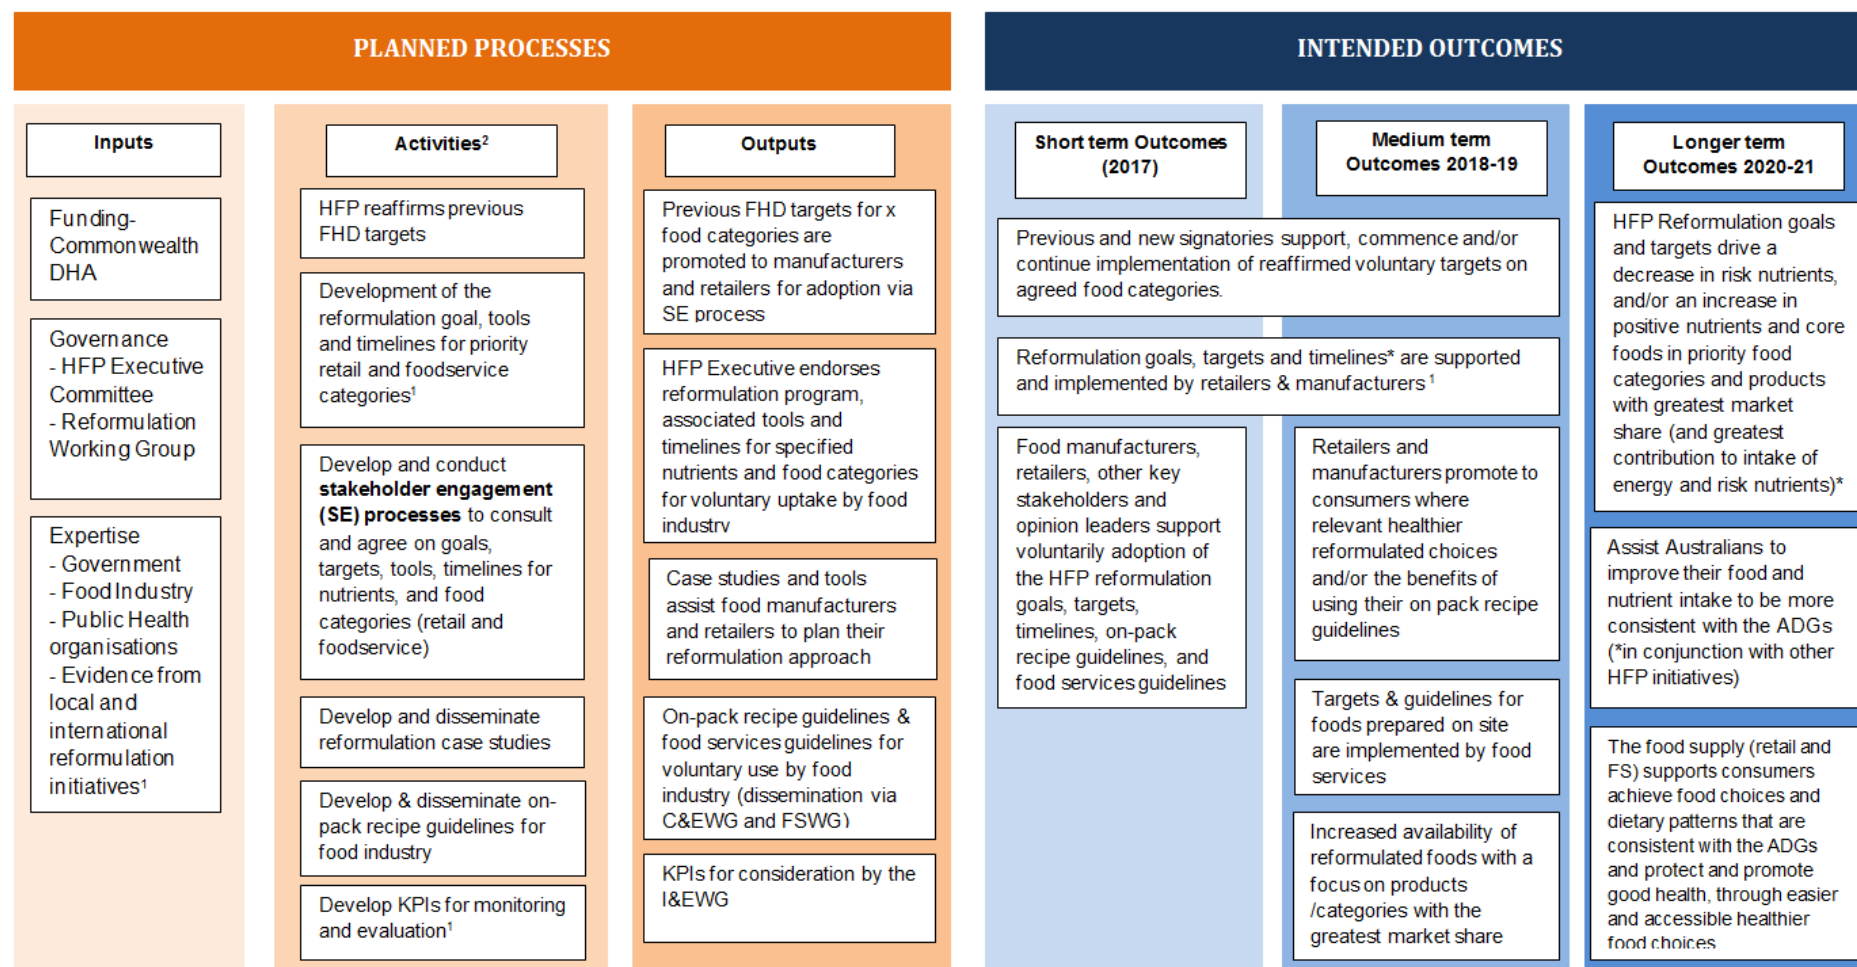 PLANNED PROCESSES
INTENDED OUTCOMES
Inputs
Funding-
Commonwealth
DHA
Governance
- HFP Executive
Committee
- Reformulation
Working Group
Expertise
- Government
- Food Industry
- Public Health
organisations
- Evidence from
local and
international
reformulation
initiatives¹
Activities²
HFP reaffirms previous
FHD targets
Development of the
reformulation goal, tools
and timelines for priority
retail and foodservice
categories¹
Develop and conduct
stakeholder engagement
(SE) processes to consult
and agree on goals,
targets, tools, timelines for
nutrients, and food
categories (retail and
foodservice)
Develop and disseminate
reformulation case studies
Develop & disseminate on-
pack recipe guidelines for
food industry
Develop KPIs for monitoring
and evaluation¹
Outputs
Previous FHD targets for x
food categories are
promoted to manufacturers
and retailers for adoption via
SE process
HFP Executive endorses
reformulation program,
associated tools and
timelines for specified
nutrients and food categories
for voluntary uptake by food
industry
Case studies and tools
assist food manufacturers
and retailers to plan their
reformulation approach
On-pack recipe guidelines &
food services guidelines for
voluntary use by food
industry (dissemination via
C&EWG and FSWG)
KPIs for consideration by the
I&EWG
Short term Outcomes
(2017)
Medium term
Outcomes 2018-19
Previous and new signatories support, commence and/or
continue implementation of reaffirmed voluntary targets on
agreed food categories.
Reformulation goals, targets and timelines* are supported
and implemented by retailers & manufacturers ¹
Food manufacturers,
retailers, other key
stakeholders and
opinion leaders support
voluntarily adoption of
the HFP reformulation
goals, targets,
timelines, on-pack
recipe guidelines, and
food services guidelines
Retailers and
manufacturers promote to
consumers where
relevant healthier
reformulated choices
and/or the benefits of
using their on pack recipe
guidelines
Targets & guidelines for
foods prepared on site
are implemented by food
services
Increased availability of
reformulated foods with a
focus on products
/categories with the
greatest market share
Longer term
Outcomes 2020-21
HFP Reformulation goals
and targets drive a
decrease in risk nutrients,
and/or an increase in
positive nutrients and core
foods in priority food
categories and products
with greatest market
share (and greatest
contribution to intake of
energy and risk nutrients)*
Assist Australians to
improve their food and
nutrient intake to be more
consistent with the ADGs
(*in conjunction with other
HFP initiatives)
The food supply (retail and
FS) supports consumers
achieve food choices and
dietary patterns that are
consistent with the ADGs
and protect and promote
good health, through easier
and accessible healthier
food choices